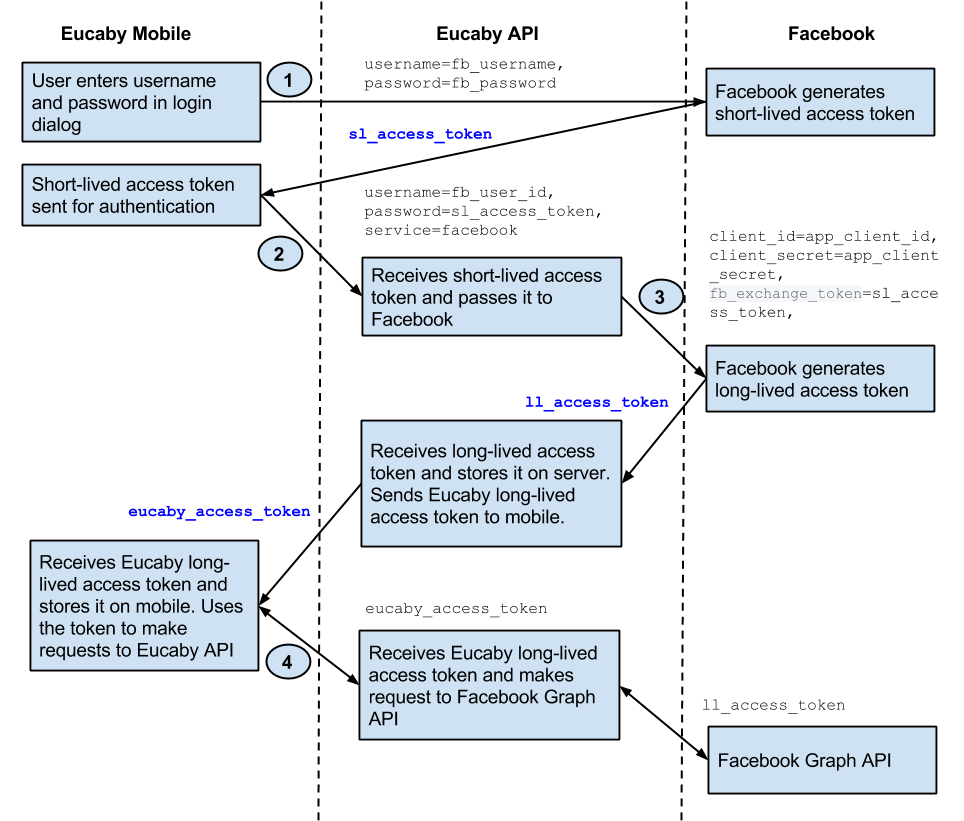 Eucaby Mobile
Eucaby API
Facebook
User enters username
and password in login
dialog
1
username=fb_username,
password=fb_password
Facebook generates
short-lived access token
sl_access_token
Short-lived access token
sent for authentication
2
username=fb_user_id,
password=sl_access_token,
service=facebook
Receives short-lived access
token and passes it to
Facebook
3
client_id=app_client_id,
client_secret=app_client
_secret,
fb_exchange_token=sl_acce
ss_token,
Facebook generates
long-lived access token
ll_access_token
Receives long-lived access
token and stores it on server.
Sends Eucaby long-lived
access token to mobile.
eucaby_access_token
Receives Eucaby long-
lived access token and
stores it on mobile. Uses
the token to make
requests to Eucaby API
4
eucaby_access_token
Receives Eucaby long-lived
access token and makes
request to Facebook Graph
API
ll_access_token
Facebook Graph API